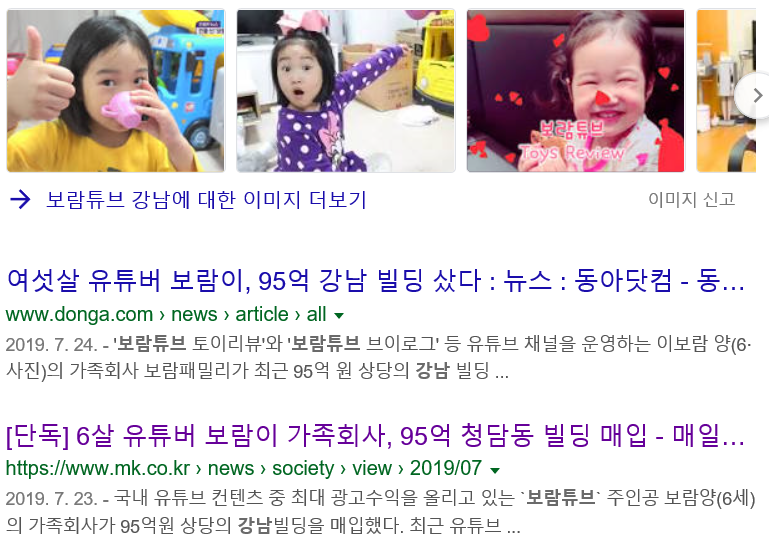 보람튜브
Toys Review
보람튜브 강남에 대한 이미지 더보기
이미지 신고
여섯살 유튜버 보람이, 95억 강남 빌딩 샀다 : 뉴스 : 동아닷컴 - 동...
www.donga.com › news › article › all
2019. 7. 24. - '보람튜브 토이리뷰'와 '보람튜브 브이로그' 등 유튜브 채널을 운영하는 이보람 양(6·
사진)의 가족회사 보람패밀리가 최근 95억 원 상당의 강남 빌딩 ...
[단독] 6살 유튜버 보람이 가족회사, 95억 청담동 빌딩 매입 - 매일...
https://www.mk.co.kr › news › society › view › 2019/07
2019. 7. 23. - 국내 유튜브 컨텐츠 중 최대 광고수익을 올리고 있는 `보람튜브` 주인공 보람양(6세)
의 가족회사가 95억원 상당의 강남빌딩을 매입했다. 최근 유튜브 ...